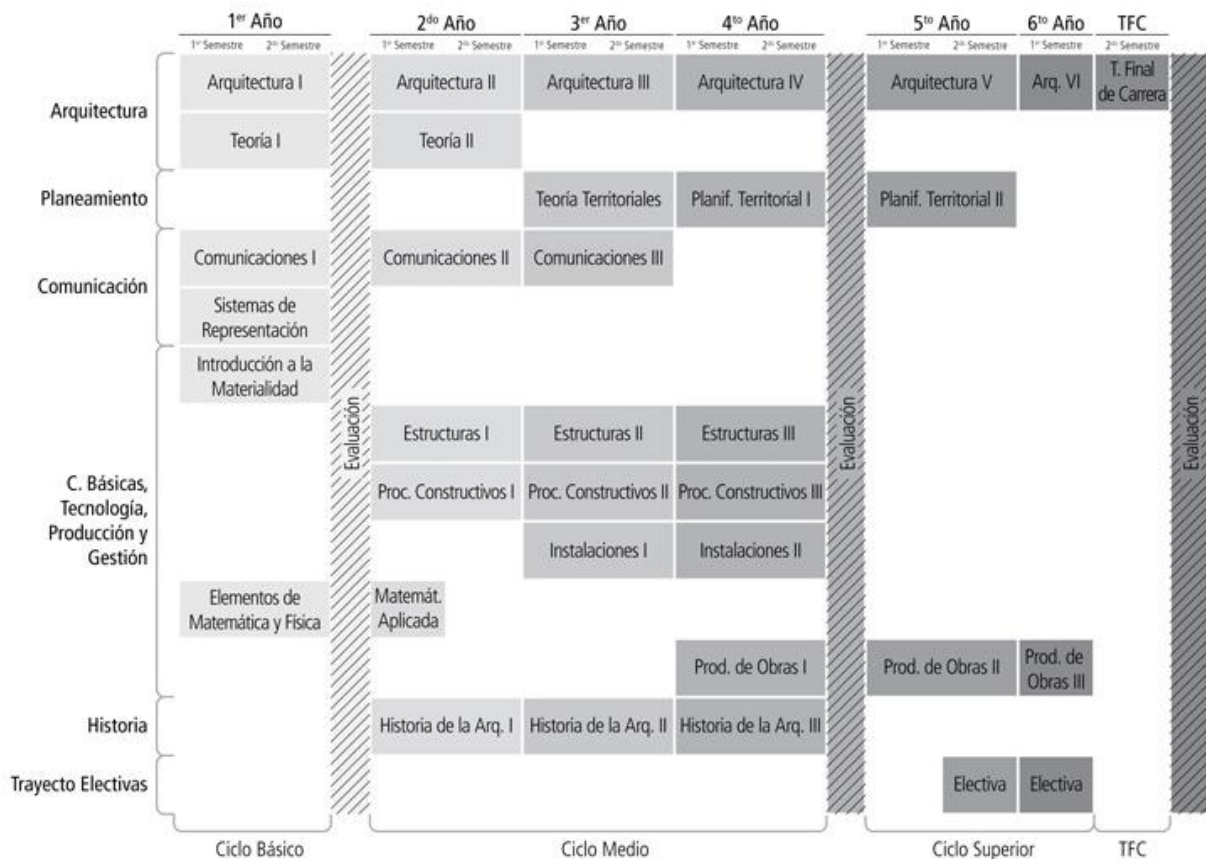 1er Año
2do Año
3er Año
4to Año
5to Año
6to Año
TFC
1er Semestre 2do Semestre
1er Semestre 2do Semestre
1er Semestre 2do Semestre
1er Semestre 2do Semestre
1er Semestre 2do Semestre
1er Semestre
2do Semestre
Arquitectura
Arquitectura I
Arquitectura II
Arquitectura III
Arquitectura IV
Arquitectura V
Arq. VI
T. Final
de Carrera
Teoría I
Teoría II
Planeamiento
Teoría Territoriales
Planif. Territorial I
Planif. Territorial II
Comunicación
Comunicaciones I
Comunicaciones II
Comunicaciones III
Sistemas de
Representación
C. Básicas,
Tecnología,
Producción y
Gestión
Introducción a la
Materialidad
Estructuras I
Estructuras II
Estructuras III
Proc. Constructivos I
Proc. Constructivos II
Proc. Constructivos III
Instalaciones I
Instalaciones II
Elementos de
Matemática y Física
Matemát.
Aplicada
Prod. de Obras I
Prod. de Obras II
Prod. de
Obras III
Historia
Historia de la Arq. I
Historia de la Arq. II
Historia de la Arq. III
Trayecto Electivas
Electiva
Electiva
Evaluación
Evaluación
Evaluación
Ciclo Básico
Ciclo Medio
Ciclo Superior
TFC